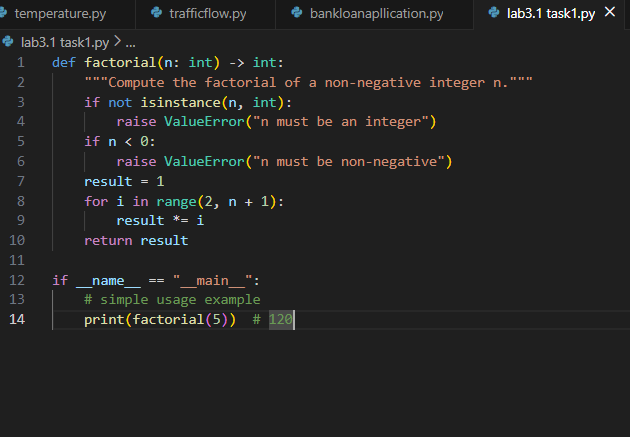 temperature.py trafficflow.py bankloanapllication.py lab3.1 task1.py ×
lab3.1 task1.py > ...
1 def factorial(n: int) -> int:
2     """Compute the factorial of a non-negative integer n."""
3     if not isinstance(n, int):
4         raise ValueError("n must be an integer")
5     if n < 0:
6         raise ValueError("n must be non-negative")
7     result = 1
8     for i in range(2, n + 1):
9         result *= i
10     return result
11
12 if __name__ == "__main__":
13     # simple usage example
14     print(factorial(5))  # 120